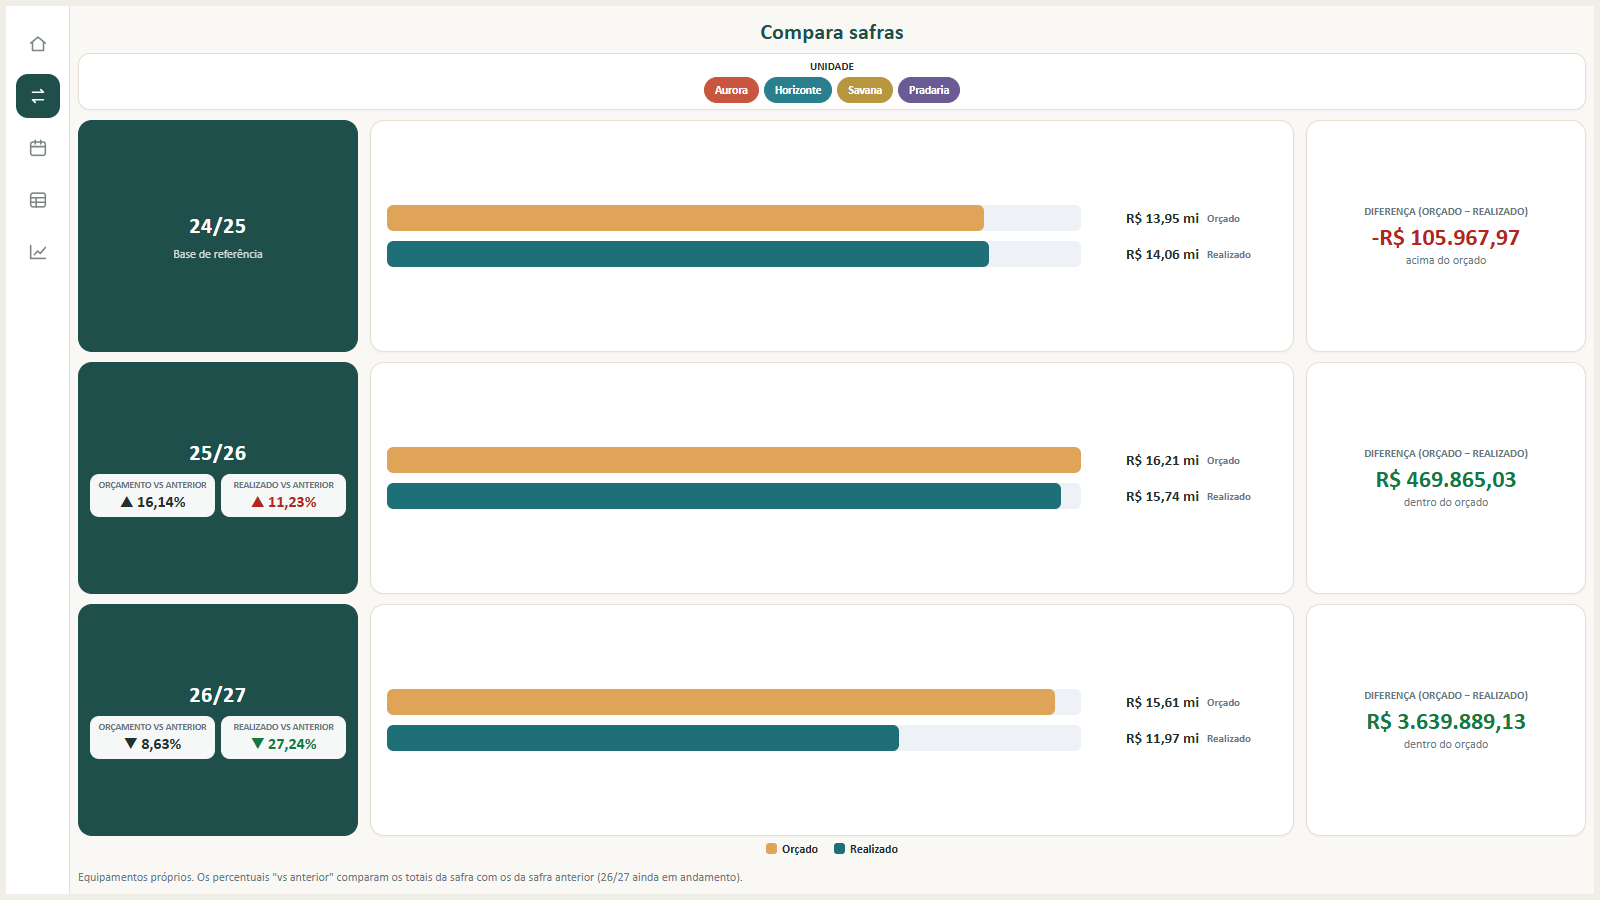 Compara safras
UNIDADE
Aurora
Horizonte
Savana
Pradaria
24/25
Base de referência
R$ 13,95 mi Orçado
R$ 14,06 mi Realizado
DIFERENÇA (ORÇADO – REALIZADO)
-R$ 105.967,97
acima do orçado
25/26
ORÇAMENTO VS ANTERIOR
▲ 16,14%
REALIZADO VS ANTERIOR
▲ 11,23%
R$ 16,21 mi Orçado
R$ 15,74 mi Realizado
DIFERENÇA (ORÇADO – REALIZADO)
R$ 469.865,03
dentro do orçado
26/27
ORÇAMENTO VS ANTERIOR
▼ 8,63%
REALIZADO VS ANTERIOR
▼ 27,24%
R$ 15,61 mi Orçado
R$ 11,97 mi Realizado
DIFERENÇA (ORÇADO – REALIZADO)
R$ 3.639.889,13
dentro do orçado
Orçado
Realizado
Equipamentos próprios. Os percentuais "vs anterior" comparam os totais da safra com os da safra anterior (26/27 ainda em andamento).